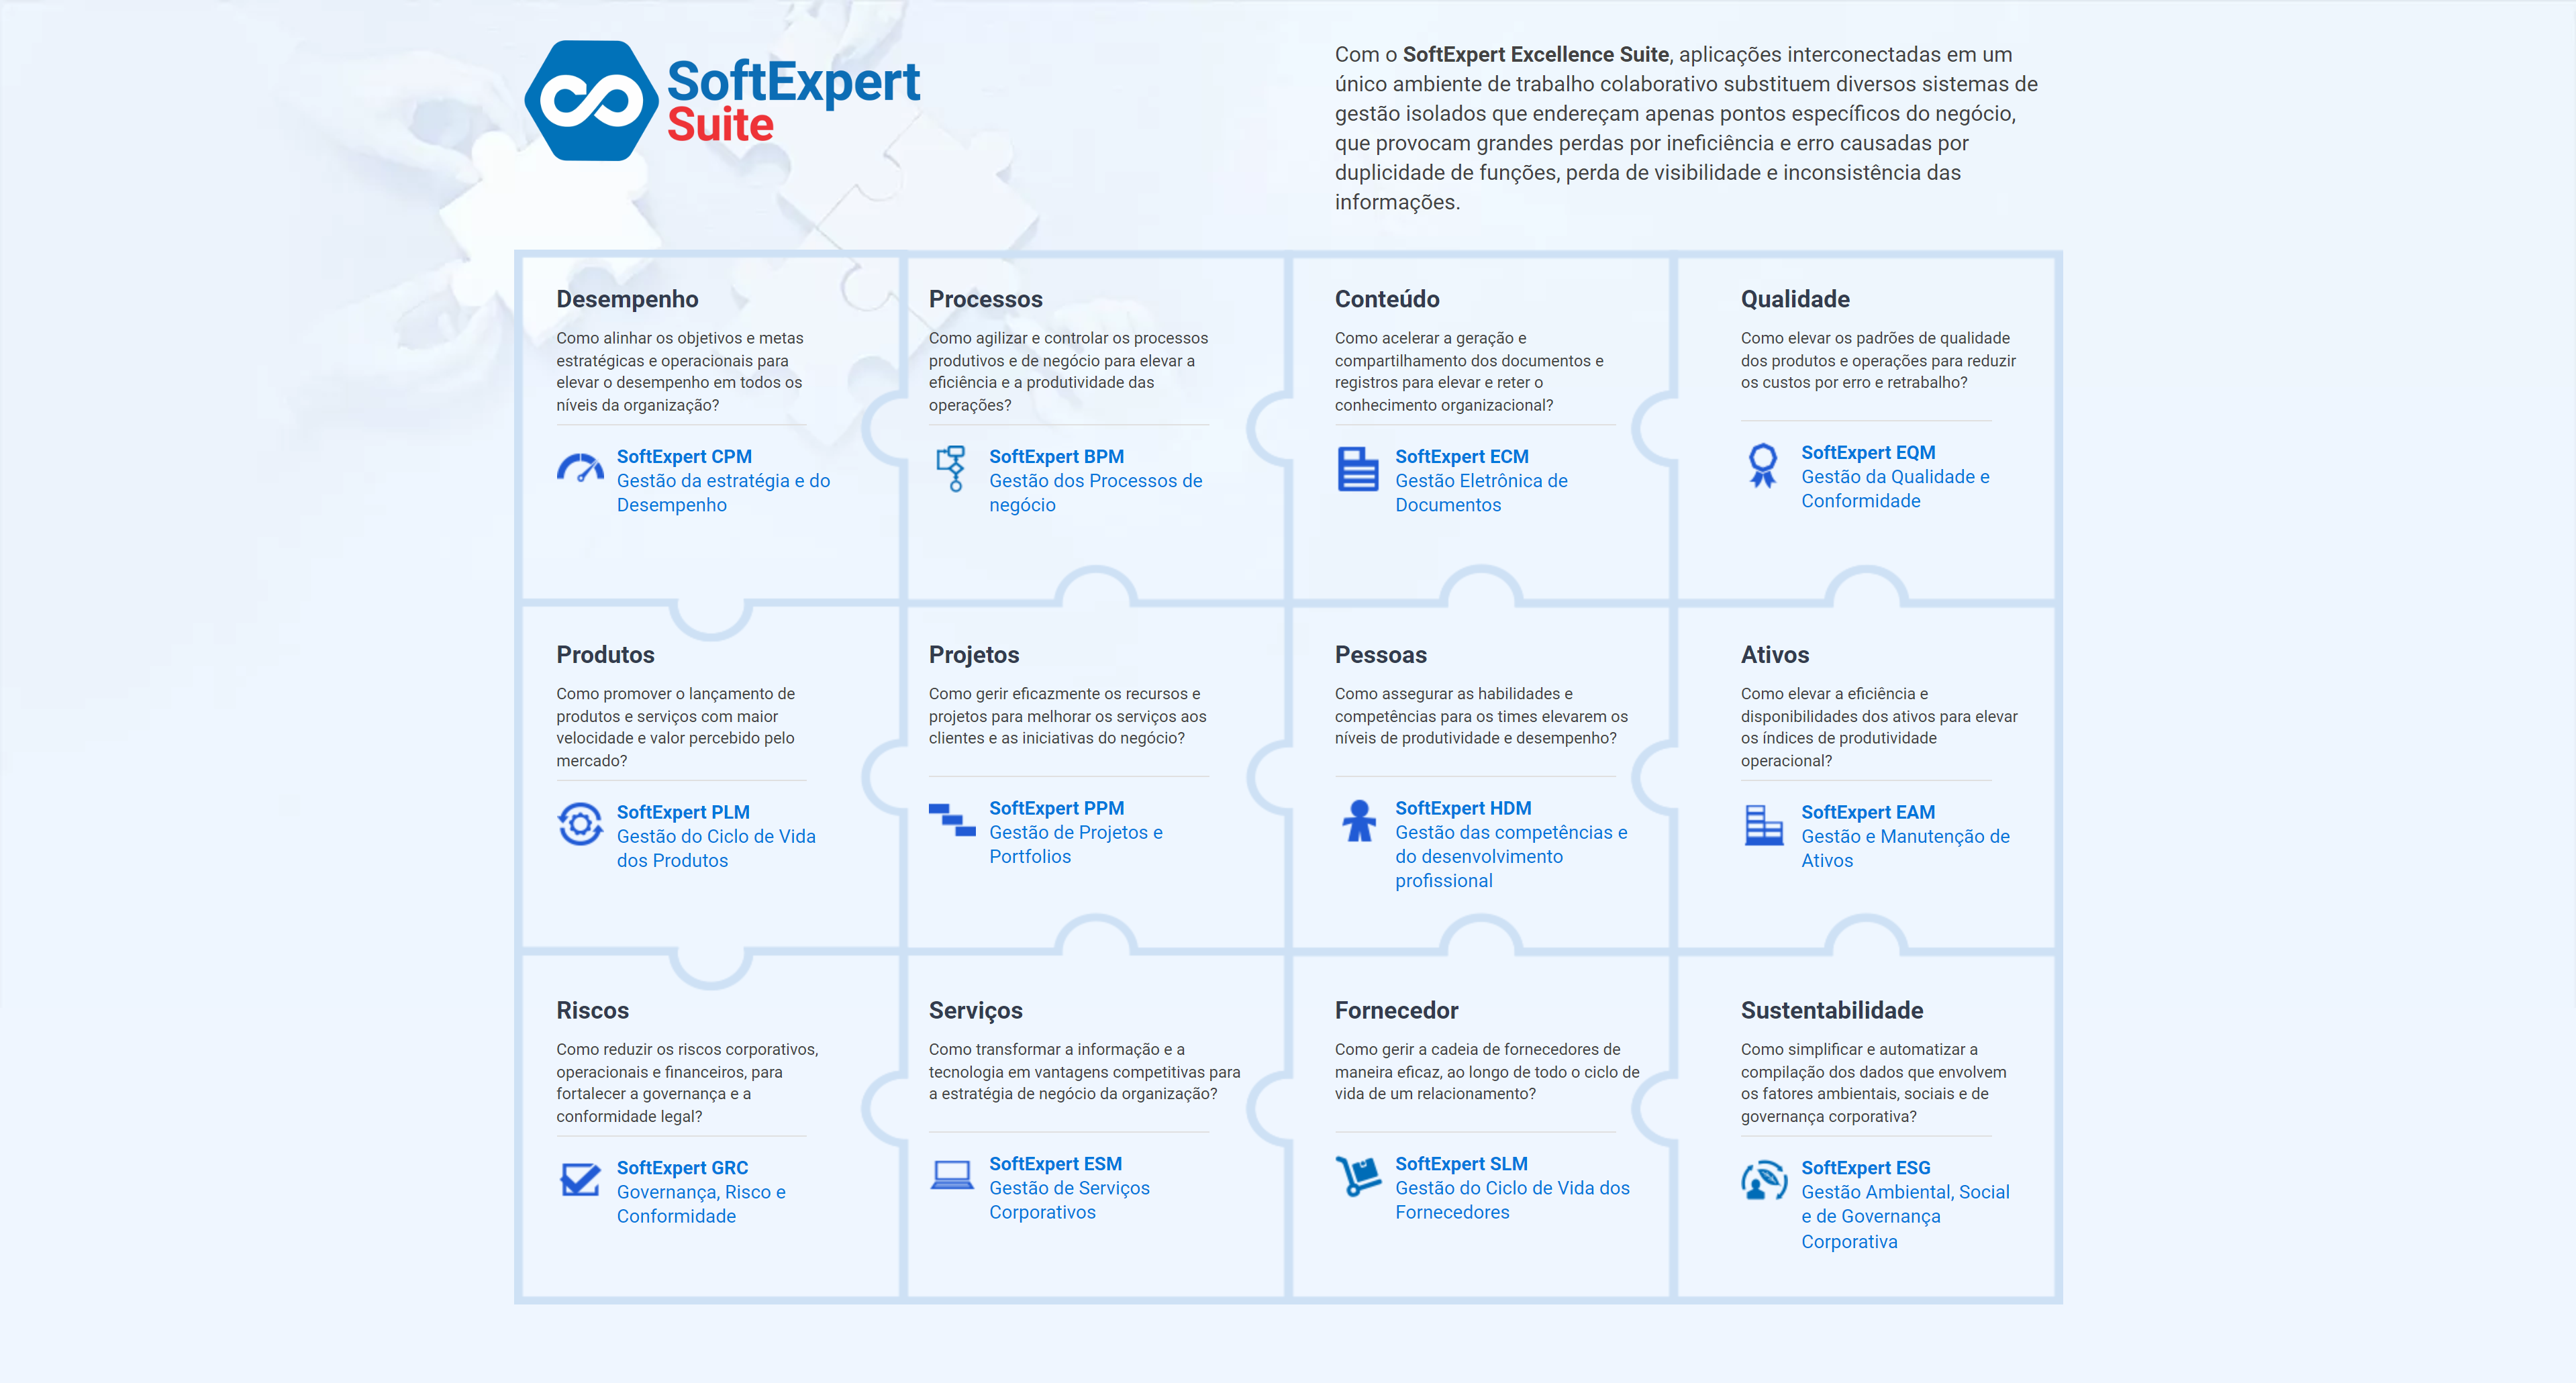 SoftExpert
Suite
Com o SoftExpert Excellence Suite, aplicações interconectadas em um
único ambiente de trabalho colaborativo substituem diversos sistemas de
gestão isolados que endereçam apenas pontos específicos do negócio,
que provocam grandes perdas por ineficiência e erro causadas por
duplicidade de funções, perda de visibilidade e inconsistência das
informações.
Desempenho
Como alinhar os objetivos e metas
estratégicas e operacionais para
elevar o desempenho em todos os
níveis da organização?
SoftExpert CPM
Gestão da estratégia e do
Desempenho
Processos
Como agilizar e controlar os processos
produtivos e de negócio para elevar a
eficiência e a produtividade das
operações?
SoftExpert BPM
Gestão dos Processos de
negócio
Conteúdo
Como acelerar a geração e
compartilhamento dos documentos e
registros para elevar e reter o
conhecimento organizacional?
SoftExpert ECM
Gestão Eletrônica de
Documentos
Qualidade
Como elevar os padrões de qualidade
dos produtos e operações para reduzir
os custos por erro e retrabalho?
SoftExpert EQM
Gestão da Qualidade e
Conformidade
Produtos
Como promover o lançamento de
produtos e serviços com maior
velocidade e valor percebido pelo
mercado?
SoftExpert PLM
Gestão do Ciclo de Vida
dos Produtos
Projetos
Como gerir eficazmente os recursos e
projetos para melhorar os serviços aos
clientes e as iniciativas do negócio?
SoftExpert PPM
Gestão de Projetos e
Portfolios
Pessoas
Como assegurar as habilidades e
competências para os times elevarem os
níveis de produtividade e desempenho?
SoftExpert HDM
Gestão das competências e
do desenvolvimento
profissional
Ativos
Como elevar a eficiência e
disponibilidades dos ativos para elevar
os índices de produtividade
operacional?
SoftExpert EAM
Gestão e Manutenção de
Ativos
Riscos
Como reduzir os riscos corporativos,
operacionais e financeiros, para
fortalecer a governança e a
conformidade legal?
SoftExpert GRC
Governança, Risco e
Conformidade
Serviços
Como transformar a informação e a
tecnologia em vantagens competitivas para
a estratégia de negócio da organização?
SoftExpert ESM
Gestão de Serviços
Corporativos
Fornecedor
Como gerir a cadeia de fornecedores de
maneira eficaz, ao longo de todo o ciclo de
vida de um relacionamento?
SoftExpert SLM
Gestão do Ciclo de Vida dos
Fornecedores
Sustentabilidade
Como simplificar e automatizar a
compilação dos dados que envolvem
os fatores ambientais, sociais e de
governança corporativa?
SoftExpert ESG
Gestão Ambiental, Social
e de Governança
Corporativa